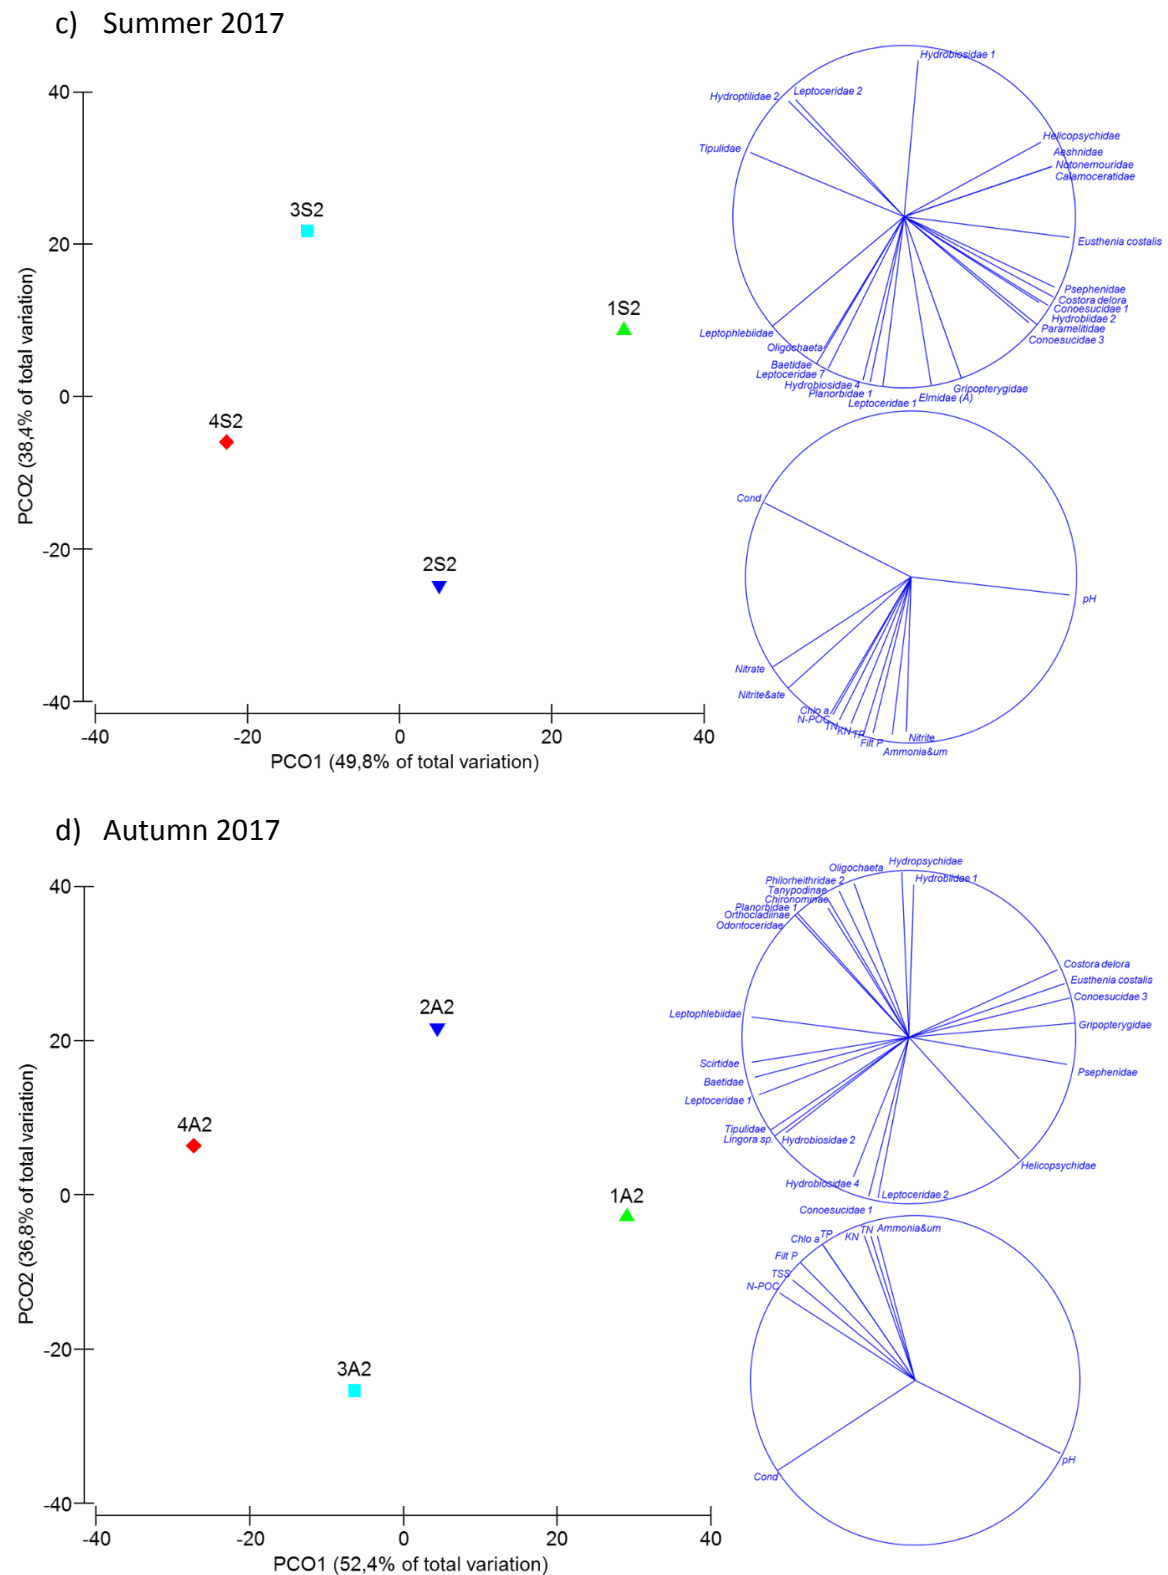 c) Summer 2017
40
20
0
-20
-40
PCO2 (38,4% of total variation)
3S2
1S2
4S2
2S2
-40
-20
0
20
40
PCO1 (49,8% of total variation)
Hydrobiosidae 1
Leptoceridae 2
Hydroptilidae 2
Tipulidae
Helicopsychidae
Aeshnidae
Notonemouridae
Calamoceratidae
Eusthenia costalis
Psephenidae
Costora delora
Conoesucidae 1
Hydrobiidae 2
Paramelitidae
Conoesucidae 3
Leptophlebiidae
Oligochaeta
Baetidae
Leptoceridae 7
Hydrobiosidae 4
Planorbidae 1
Leptoceridae 1
Elmidae (A)
Gripopterygidae
Cond
pH
Nitrate
Nitrite&ate
Chlo a
N-POC
TN
KN
TP
Filt P
Nitrite
Ammonia&um
d) Autumn 2017
40
20
0
-20
-40
PCO2 (36,8% of total variation)
2A2
4A2
1A2
3A2
-40
-20
0
20
40
PCO1 (52,4% of total variation)
Hydropsychidae
Oligochaeta
Hydrobiidae 1
Philorheithridae 2
Tanypodinae
Chironominae
Planorbidae 1
Orthocladiinae
Odontoceridae
Costora delora
Eusthenia costalis
Conoesucidae 3
Gripopterygidae
Psephenidae
Leptophlebiidae
Scirtidae
Baetidae
Leptoceridae 1
Tipulidae
Lingora sp.
Hydrobiosidae 2
Helicopsychidae
Hydrobiosidae 4
Leptoceridae 2
Conoesucidae 1
Chlo a
TP
KN
TN
Ammonia&um
Filt P
TSS
N-POC
Cond
pH